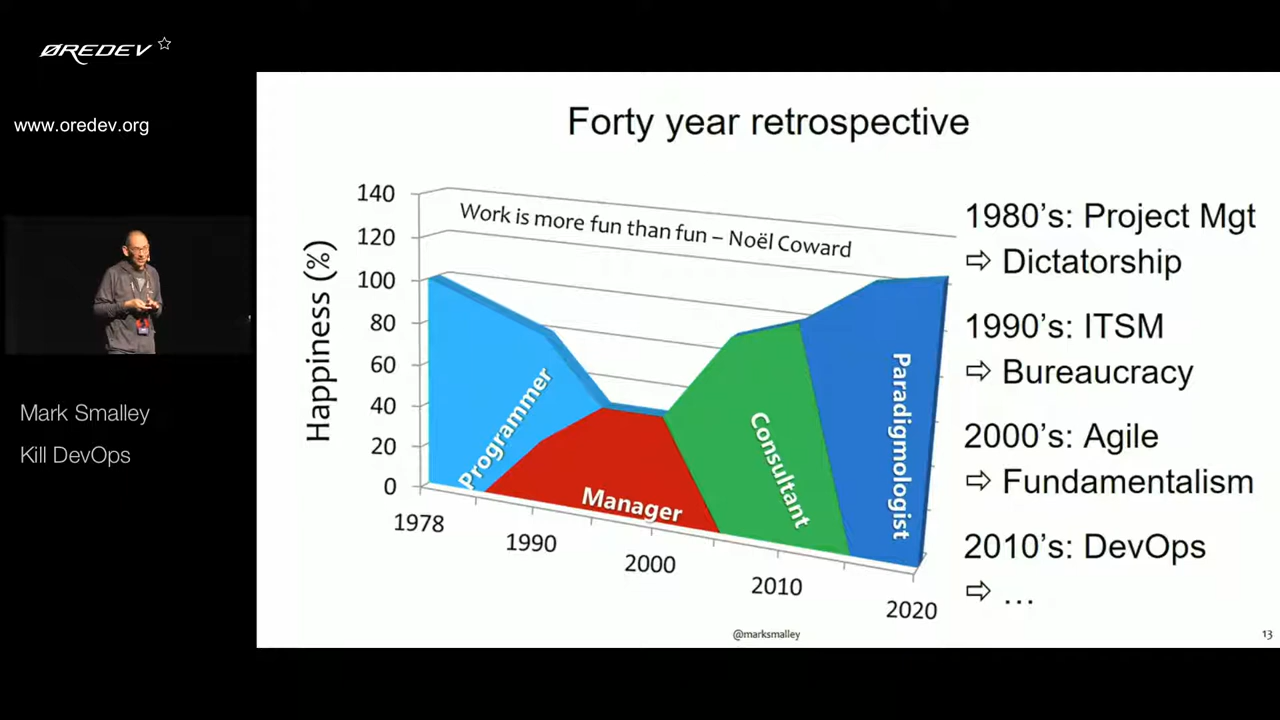 ØREDEV
www.oredev.org
Mark Smalley
Kill DevOps
Forty year retrospective
Work is more fun than fun – Noël Coward
Happiness (%)
140
120
100
80
60
40
20
0
1978
1990
2000
2010
2020
Programmer
Manager
Consultant
Paradigmologist
1980's: Project Mgt
⇨ Dictatorship
1990's: ITSM
⇨ Bureaucracy
2000's: Agile
⇨ Fundamentalism
2010's: DevOps
⇨ …
@marksmalley
13